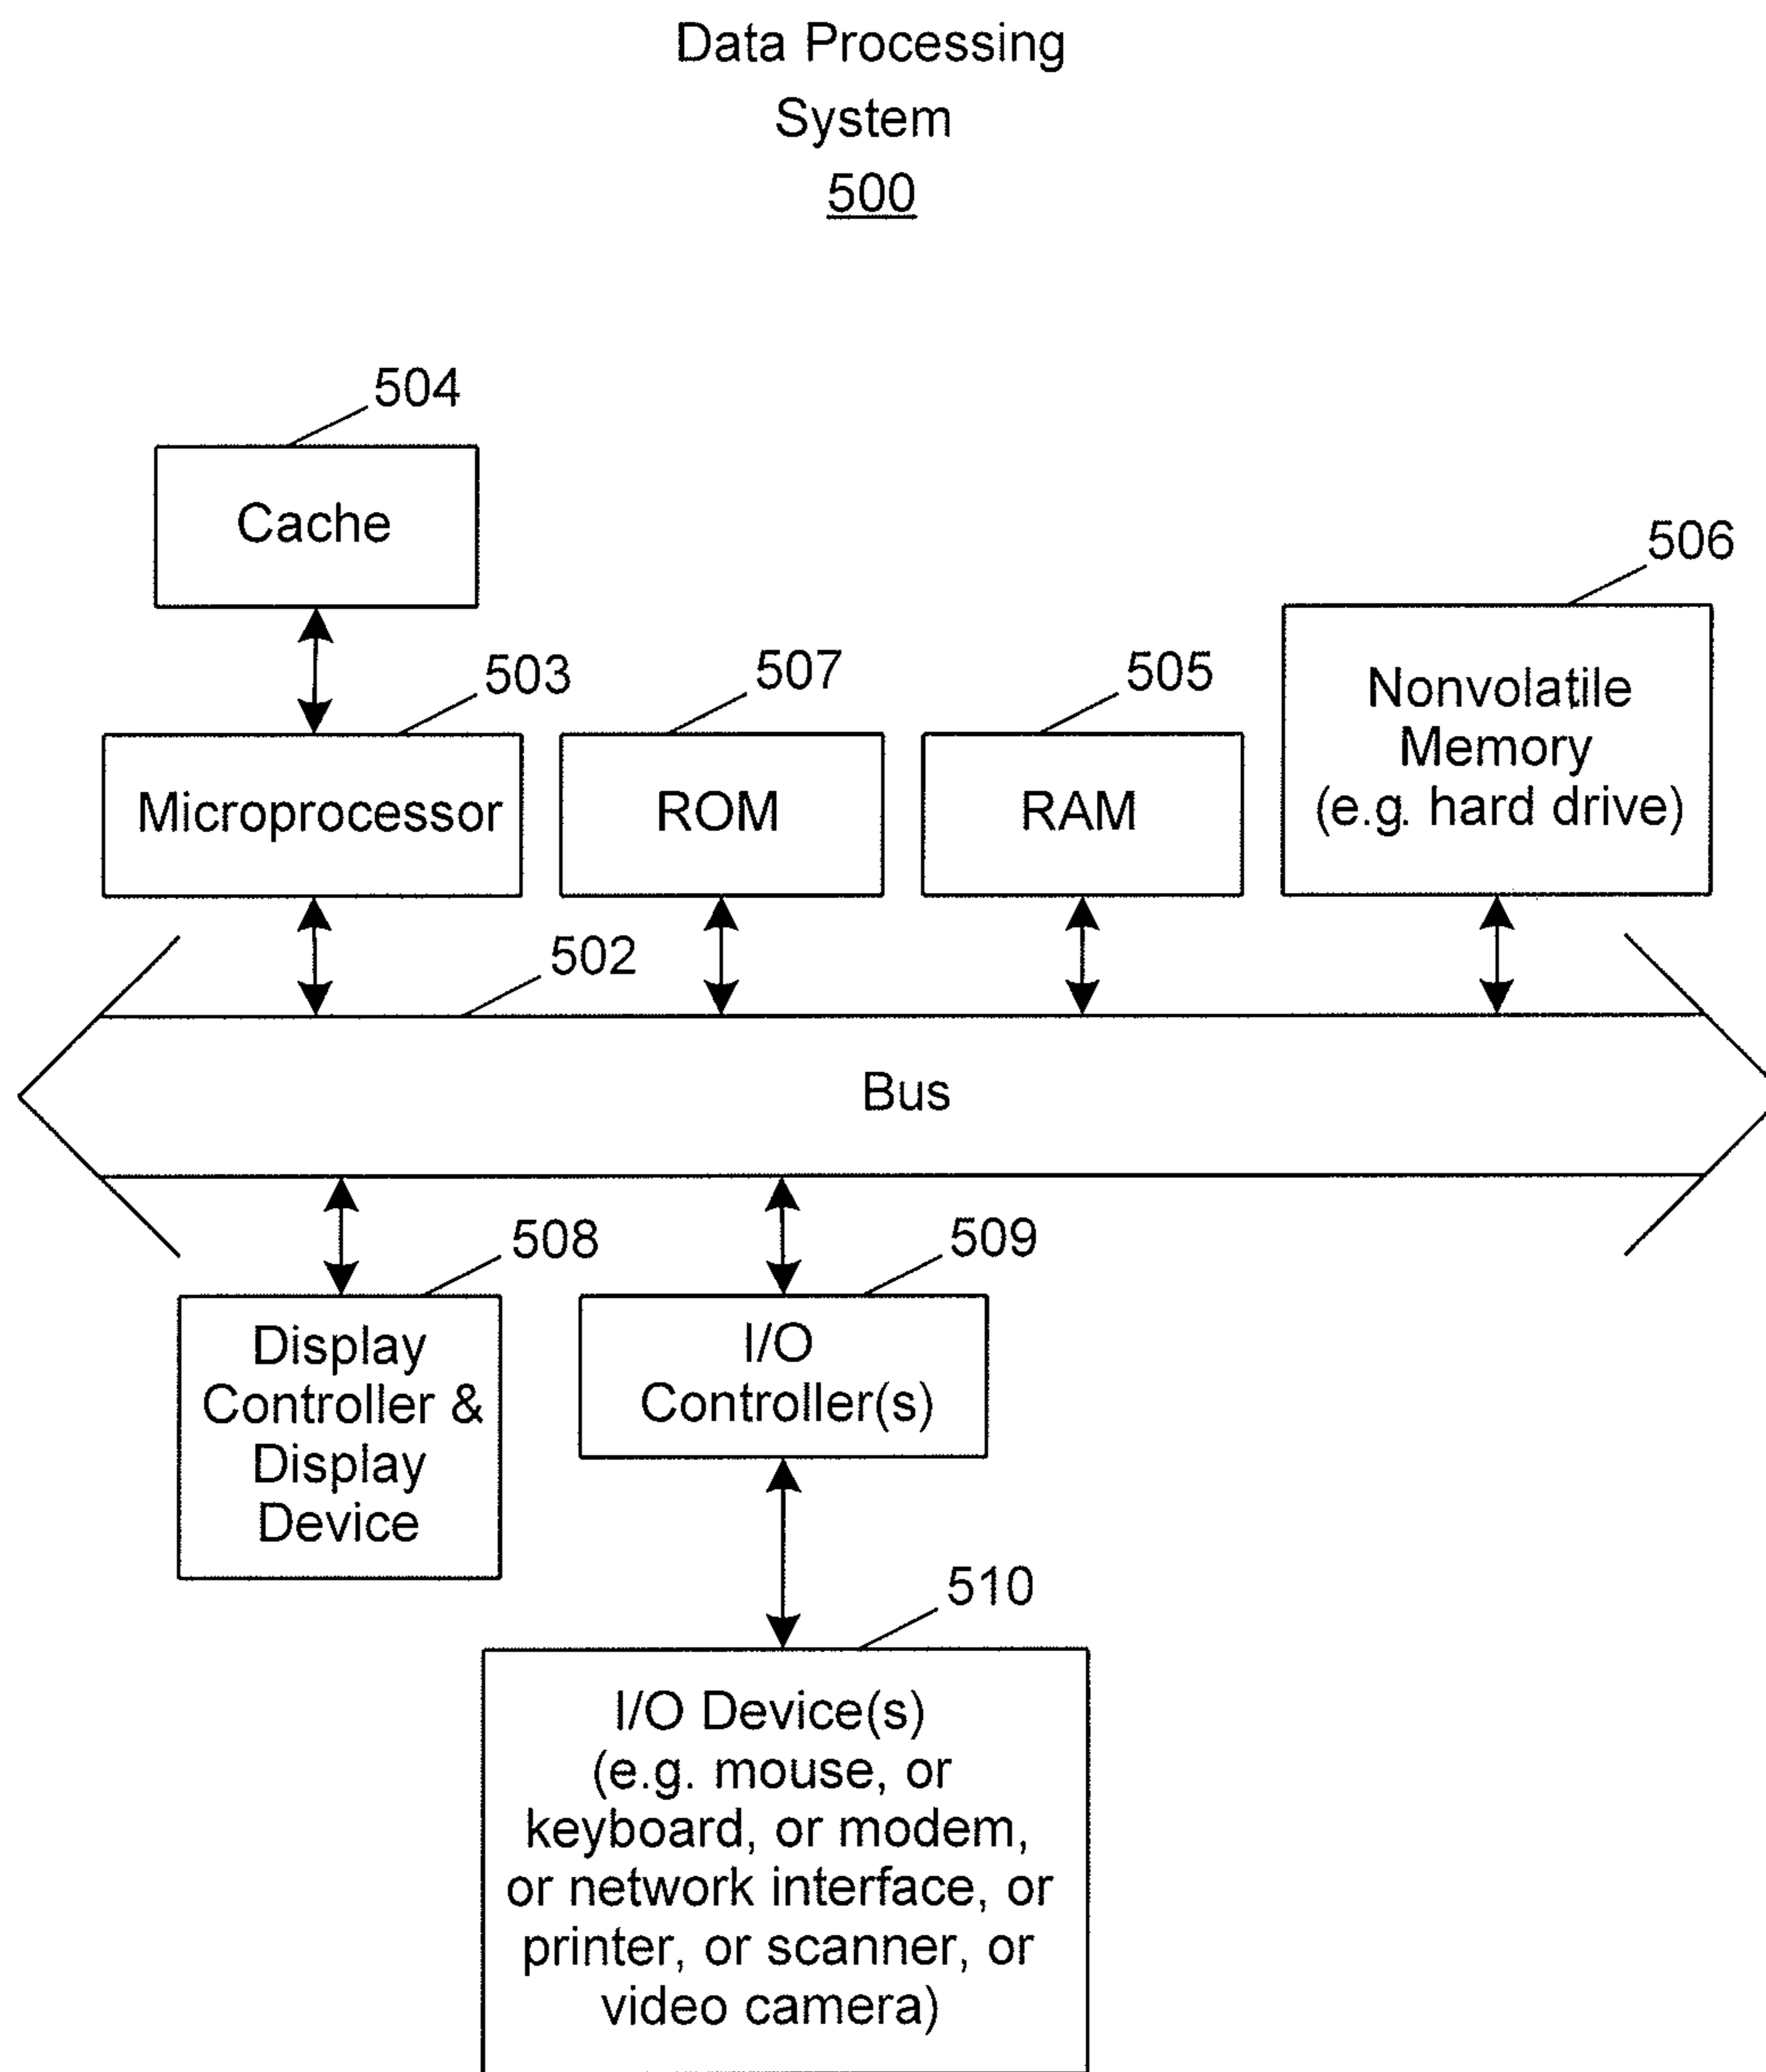 Data Processing
System
500
504
Cache
506
Nonvolatile
Memory
(e.g. hard drive)
503
Microprocessor
507
ROM
505
RAM
502
Bus
508
Display
Controller &
Display
Device
509
I/O
Controller(s)
510
I/O Device(s)
(e.g. mouse, or
keyboard, or modem,
or network interface, or
printer, or scanner, or
video camera)